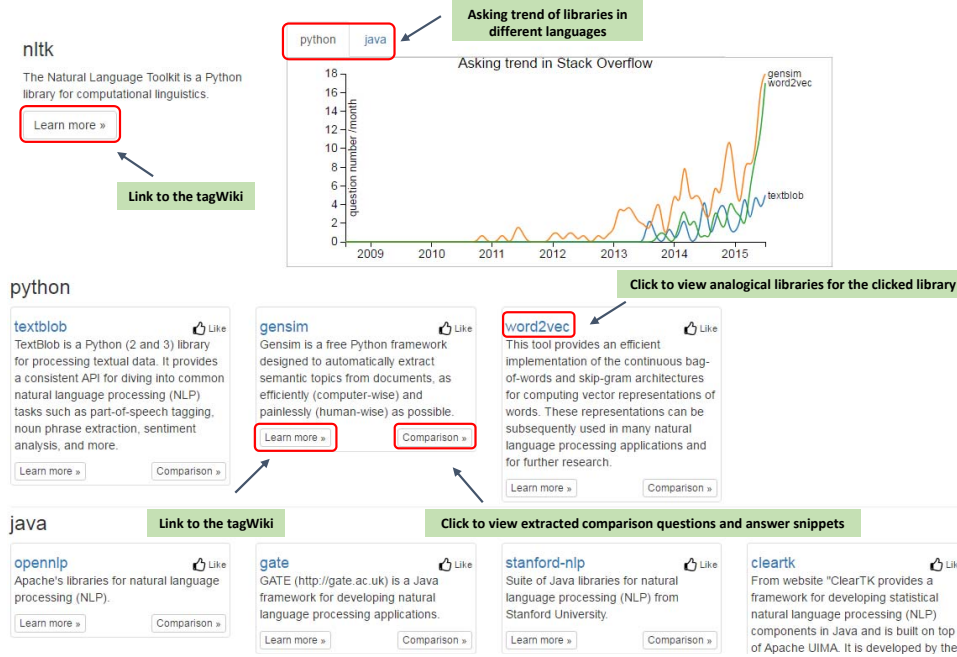 Asking trend of libraries in
different languages
nltk
The Natural Language Toolkit is a Python
library for computational linguistics.
Learn more »
Link to the tagWiki
python java
Asking trend in Stack Overflow
question number /month
18
16
14
12
10
8
6
4
2
0
2009 2010 2011 2012 2013 2014 2015
gensim
word2vec
textblob
Click to view analogical libraries for the clicked library
python
textblob
Like
TextBlob is a Python (2 and 3) library
for processing textual data. It provides
a consistent API for diving into common
natural language processing (NLP)
tasks such as part-of-speech tagging,
noun phrase extraction, sentiment
analysis, and more.
Learn more » Comparison »
gensim
Like
Gensim is a free Python framework
designed to automatically extract
semantic topics from documents, as
efficiently (computer-wise) and
painlessly (human-wise) as possible.
Learn more » Comparison »
word2vec
Like
This tool provides an efficient
implementation of the continuous bag-
of-words and skip-gram architectures
for computing vector representations of
words. These representations can be
subsequently used in many natural
language processing applications and
for further research.
Learn more » Comparison »
Link to the tagWiki
Click to view extracted comparison questions and answer snippets
java
opennlp
Like
Apache's libraries for natural language
processing (NLP).
Learn more » Comparison »
gate
Like
GATE (http://gate.ac.uk) is a Java
framework for developing natural
language processing applications.
Learn more » Comparison »
stanford-nlp
Like
Suite of Java libraries for natural
language processing (NLP) from
Stanford University.
Learn more » Comparison »
cleartk
From website "ClearTK provides a
framework for developing statistical
natural language processing (NLP)
components in Java and is built on top
of Apache UIMA. It is developed by the